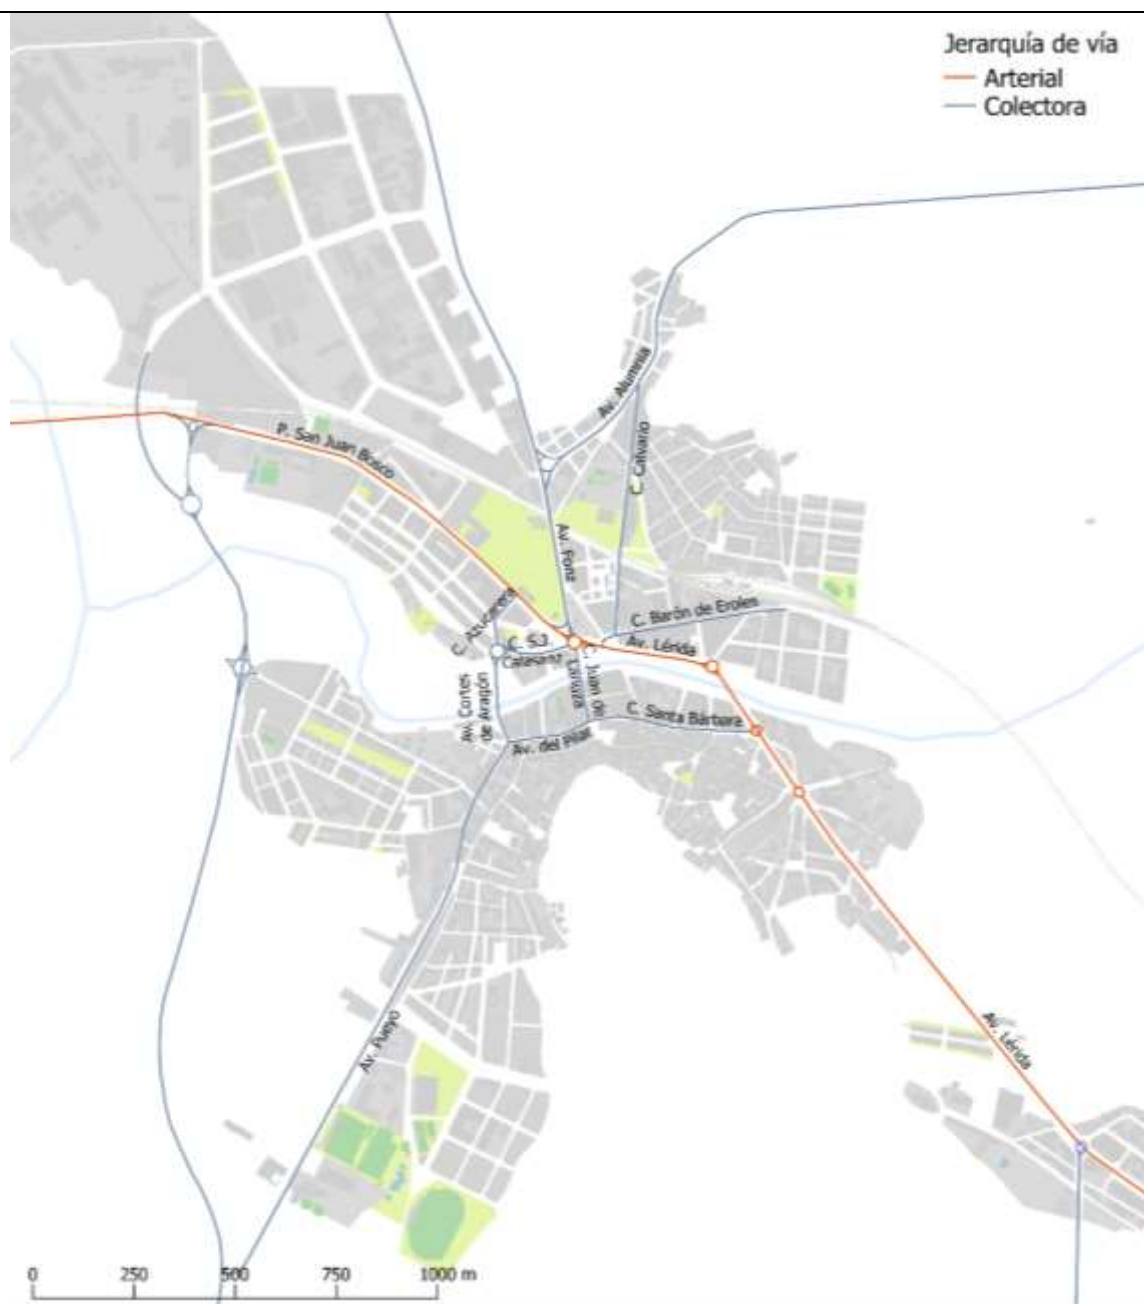 Jerarquía de vía
Arterial
Colectora
Av. Alumnia
P. San Juan Bosco
C. Calvario
Av. Fonz
C. Azucarera
C. Barón de Eroles
C. S.J.
Calasanz
Av. Lérida
C. Juan de
Lanuza
Av. Cortes
de Aragón
C. Santa Bárbara
Av. del Pilar
Av. Pueyo
Av. Lérida
0 250 500 750 1000 m